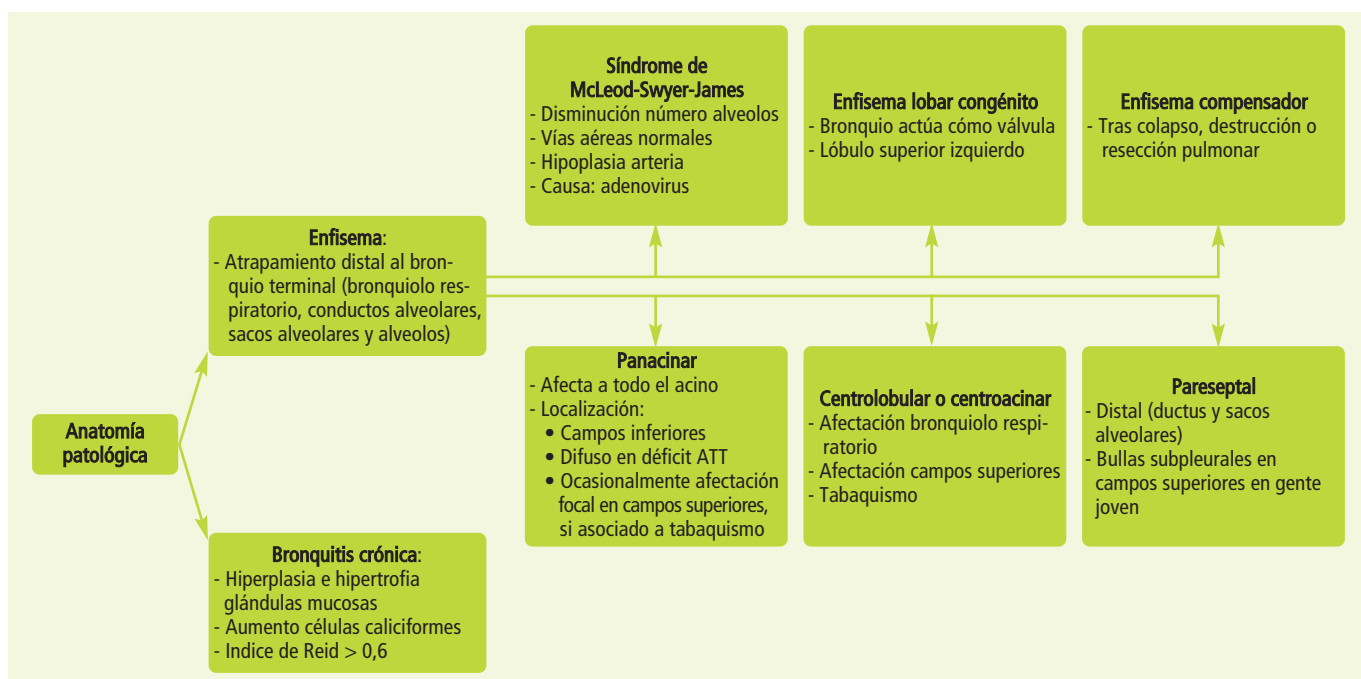 Anatomía
patológica
Enfisema:
- Atrapamiento distal al bron-
quio terminal (bronquiolo res-
piratorio, conductos alveolares,
sacos alveolares y alveolos)
Bronquitis crónica:
- Hiperplasia e hipertrofia
glándulas mucosas
- Aumento células caliciformes
- Indice de Reid > 0,6
Síndrome de
McLeod-Swyer-James
- Disminución número alveolos
- Vías aéreas normales
- Hipoplasia arteria
- Causa: adenovirus
Enfisema lobar congénito
- Bronquio actúa cómo válvula
- Lóbulo superior izquierdo
Enfisema compensador
- Tras colapso, destrucción o
resección pulmonar
Panacinar
- Afecta a todo el acino
- Localización:
• Campos inferiores
• Difuso en déficit ATT
• Ocasionalmente afectación
focal en campos superiores,
si asociado a tabaquismo
Centrolobular o centroacinar
- Afectación bronquiolo respi-
ratorio
- Afectación campos superiores
- Tabaquismo
Pareseptal
- Distal (ductus y sacos
alveolares)
- Bullas subpleurales en
campos superiores en gente
joven